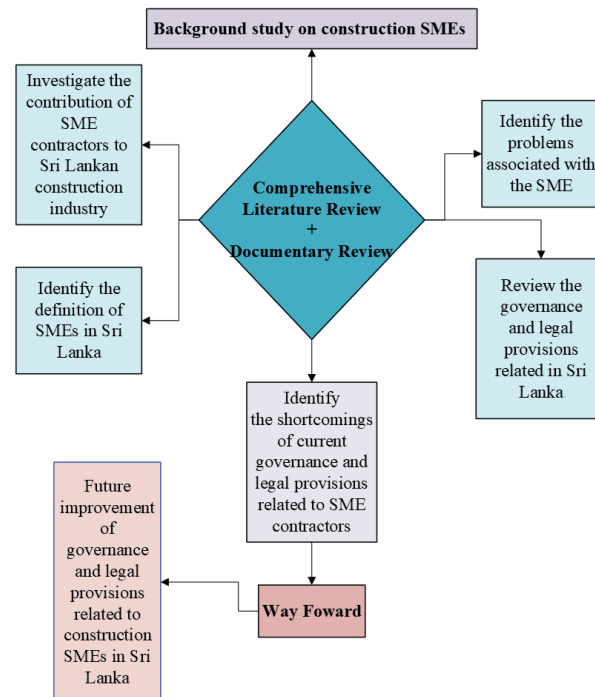 Background study on construction SMEs
Investigate the
contribution of
SME
contractors to
Sri Lankan
construction
industry
Identify the
definition of
SMEs in Sri
Lanka
Comprehensive
Literature Review
+
Documentary Review
Identify the
problems
associated with
the SME
Review the
governance
and legal
provisions
related in Sri
Lanka
Identify
the shortcomings
of current
governance and
legal provisions
related to SME
contractors
Way Foward
Future
improvement
of
governance
and legal
provisions
related to
construction
SMEs in Sri
Lanka